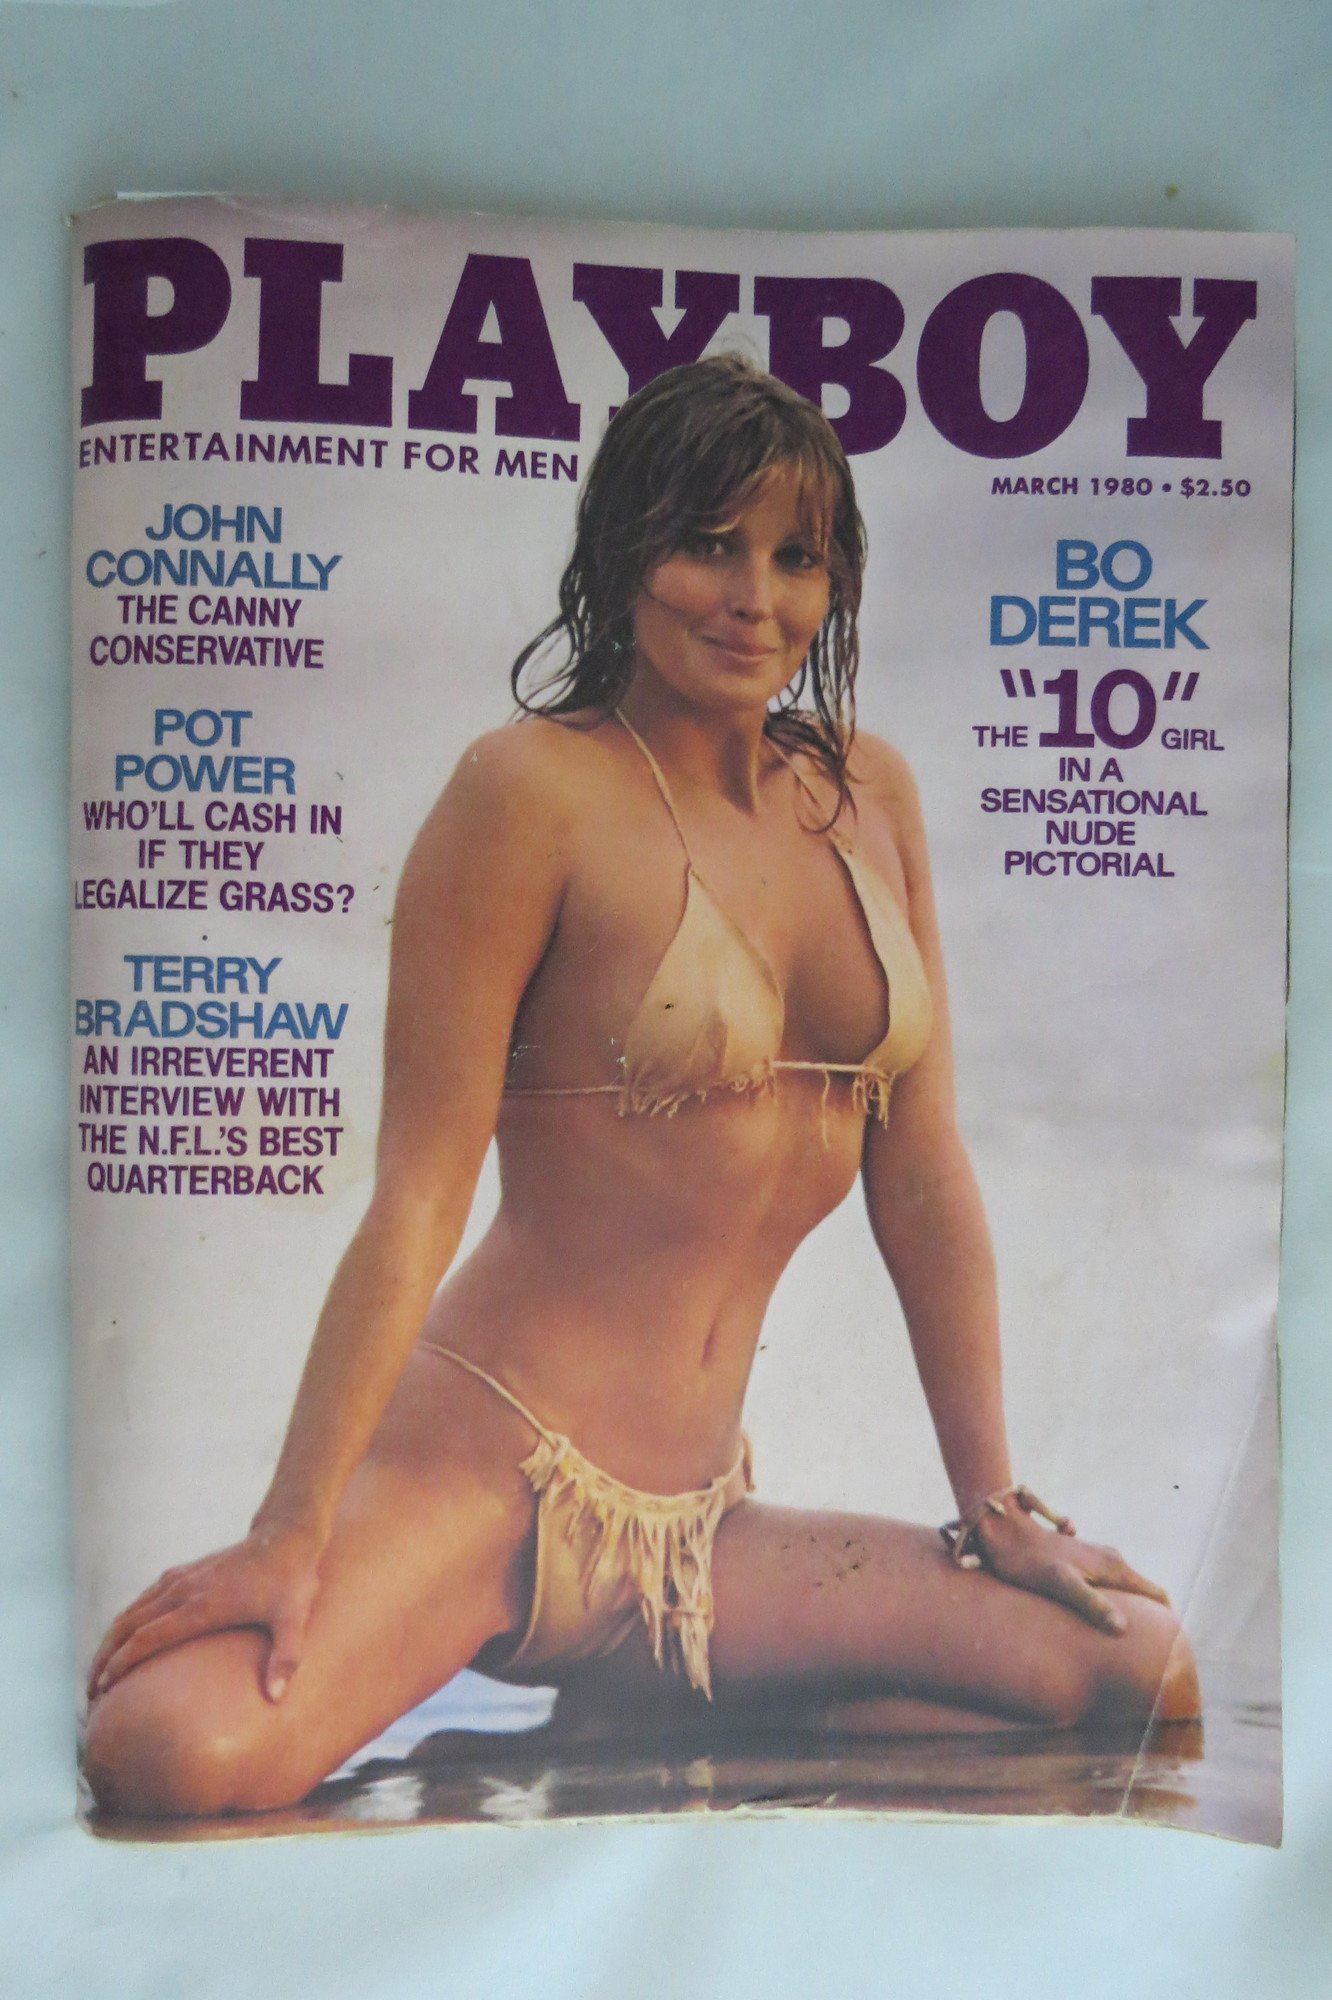 PLAYBOY
ENTERTAINMENT FOR MEN
MARCH 1980 • $2.50
JOHN
CONNALLY
THE CANNY
CONSERVATIVE
POT
POWER
WHO'LL CASH IN
IF THEY
LEGALIZE GRASS?
TERRY
BRADSHAW
AN IRREVERENT
INTERVIEW WITH
THE N.F.L.'S BEST
QUARTERBACK
BO
DEREK
THE "10" GIRL
IN A
SENSATIONAL
NUDE
PICTORIAL